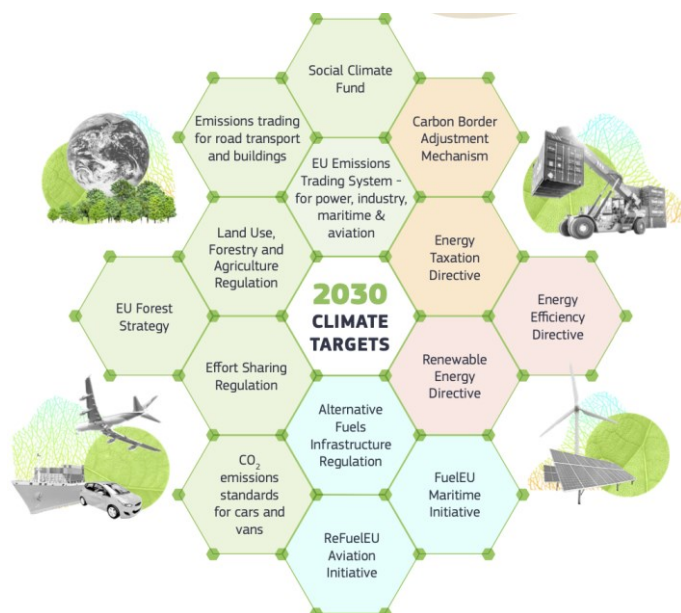 Social Climate
Fund
Emissions trading
for road transport
and buildings
Carbon Border
Adjustment
Mechanism
EU Emissions
Trading System -
for power, industry,
maritime &
aviation
Land Use,
Forestry and
Agriculture
Regulation
Energy
Taxation
Directive
EU Forest
Strategy
2030
CLIMATE
TARGETS
Energy
Efficiency
Directive
Effort Sharing
Regulation
Renewable
Energy
Directive
Alternative
Fuels
Infrastructure
Regulation
CO₂
emissions
standards
for cars and
vans
FuelEU
Maritime
Initiative
ReFuelEU
Aviation
Initiative